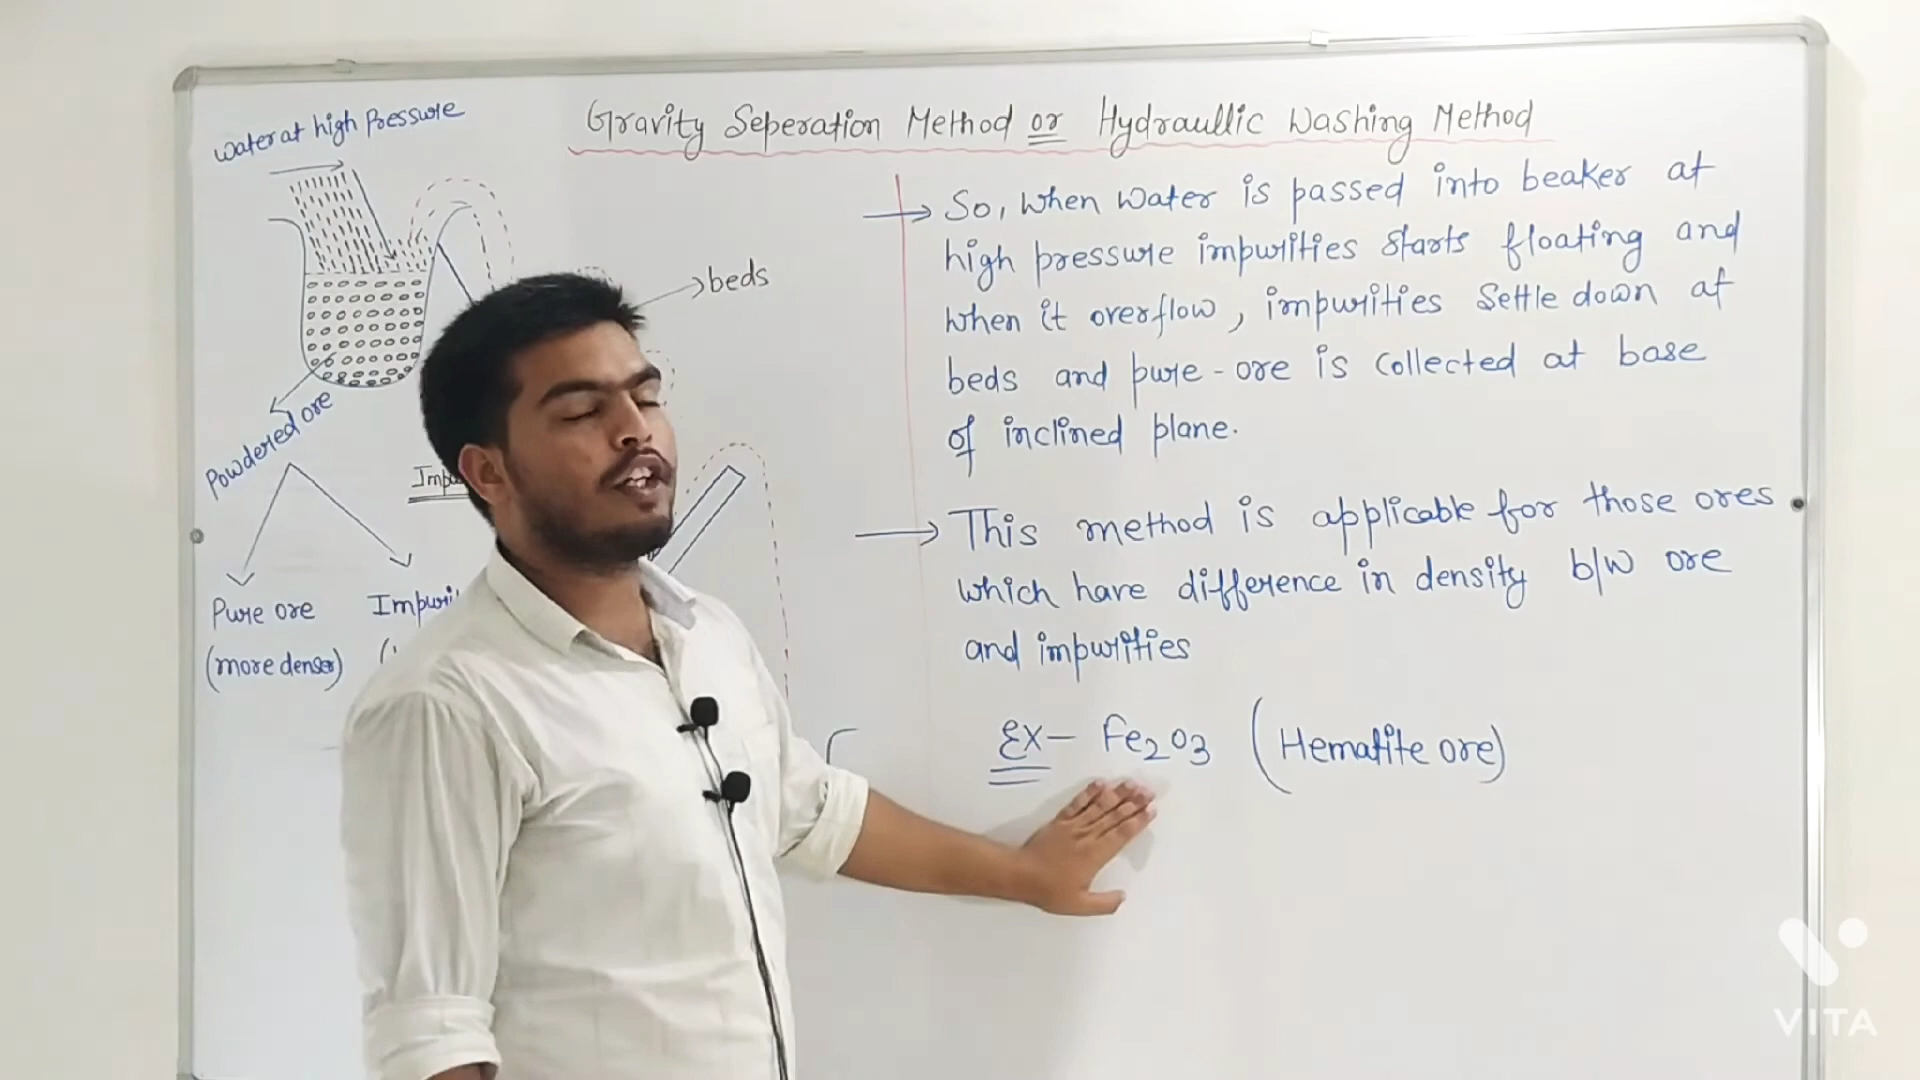 Gravity Seperation Method or Hydraullic Washing Method
Water at high Pressure
beds
Powdered ore
Pure ore
(more denser)
So, when Water is passed into beaker at
high pressure impurities starts floating and
when it overflow, impurities settle down at
beds and pure-ore is collected at base
of inclined plane.
This method is applicable for those ores
which have difference in density b/w ore
and impurities
Ex- Fe2O3 (Hematite ore)
VITA